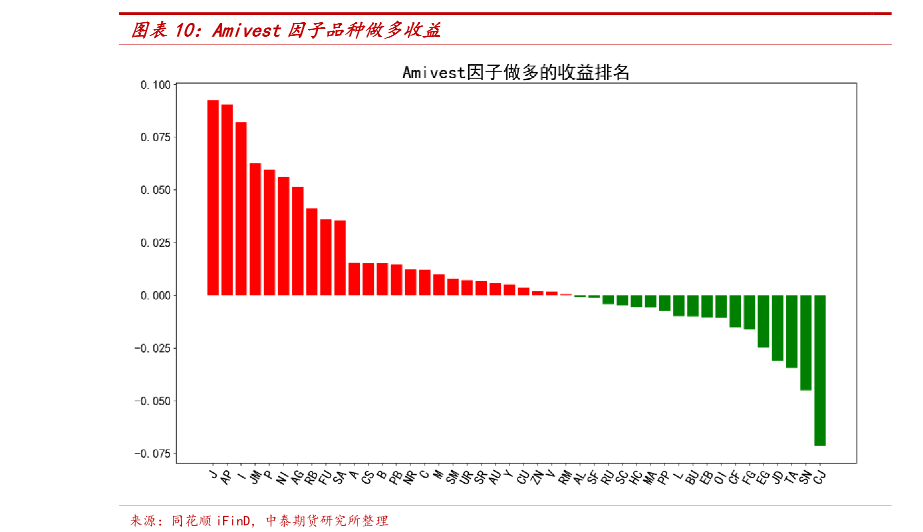 图表 10：Amivest 因子品种做多收益
Amivest因子做多的收益排名
0.100
0.075
0.050
0.025
0.000
-0.025
-0.050
-0.075
J AP I JM P NI AG RB FU SA A CS B PB NR C M SM UR SR AU Y CU ZN V RM AL SF RU SC HC MA PP L BU EB OI CF FG EG JD TA SN CJ
来源：同花顺 iFinD，中泰期货研究所整理